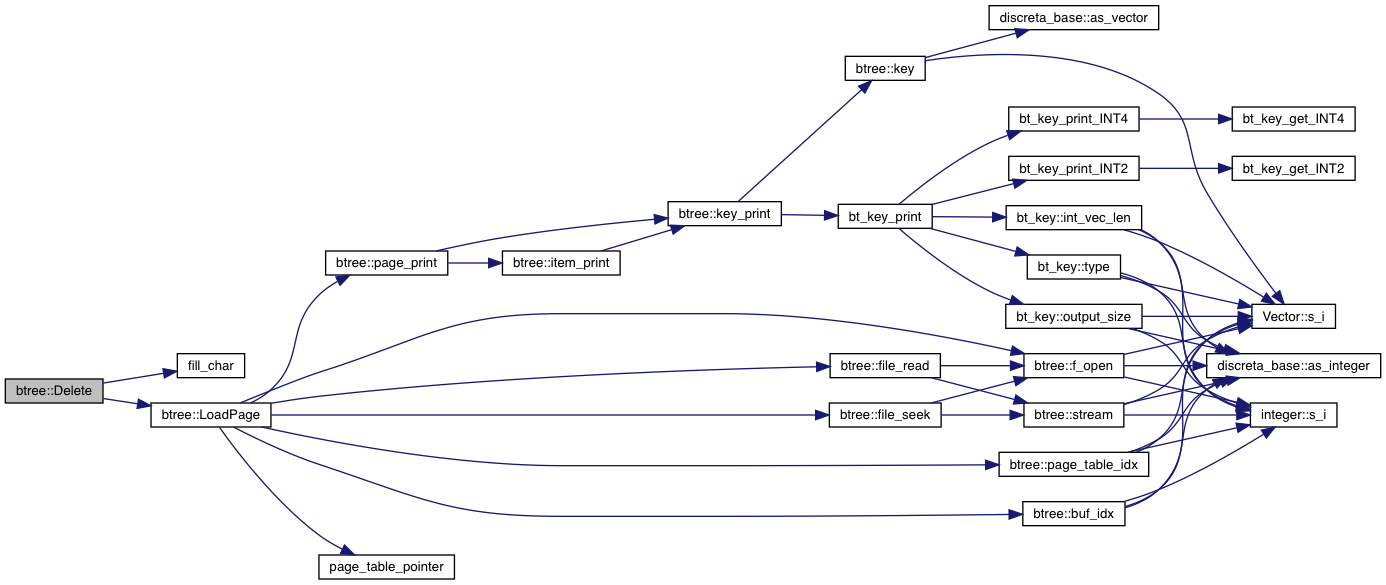 discreta_base::as_vector
btree::key
bt_key_print_INT4
bt_key_get_INT4
bt_key_print_INT2
bt_key_get_INT2
btree::key_print
bt_key_print
bt_key::int_vec_len
btree::page_print
btree::item_print
bt_key::type
bt_key::output_size
Vector::s_i
fill_char
btree::file_read
btree::f_open
discreta_base::as_integer
btree::Delete
btree::LoadPage
btree::file_seek
btree::stream
integer::s_i
btree::page_table_idx
btree::buf_idx
page_table_pointer